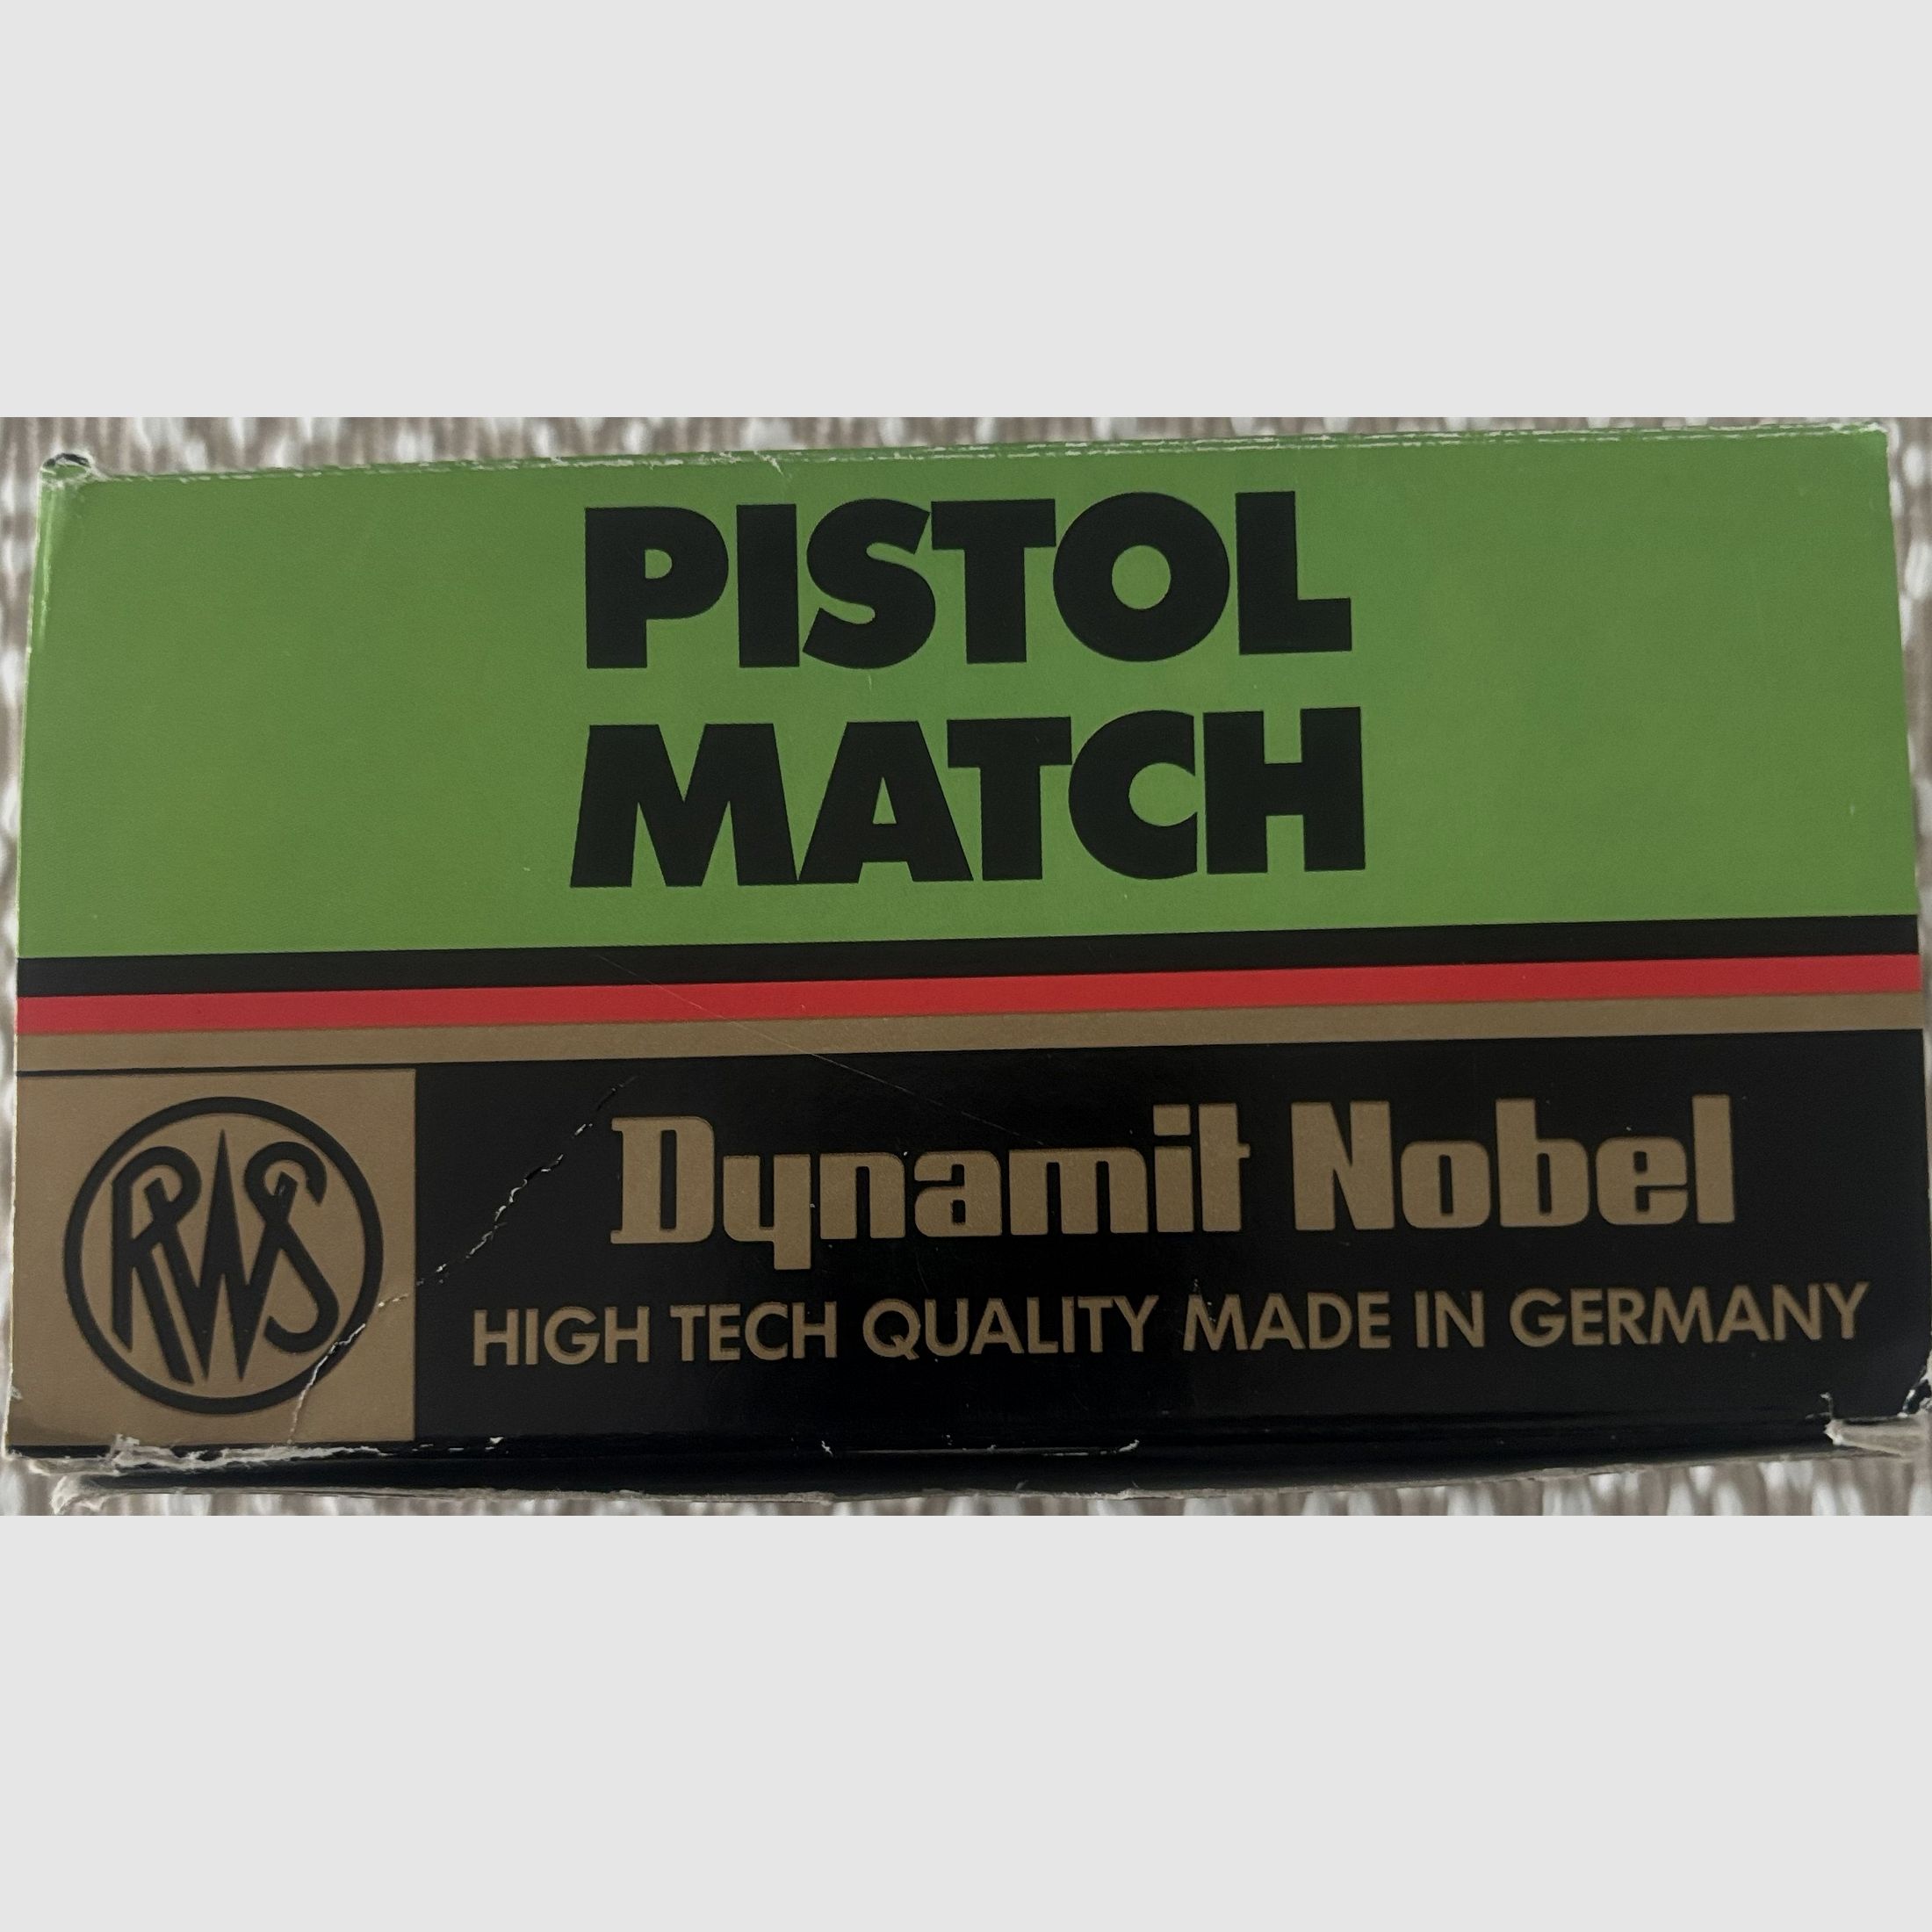 PISTOL
MATCH
RWS
Dynamit Nobel
HIGH TECH QUALITY MADE IN GERMANY